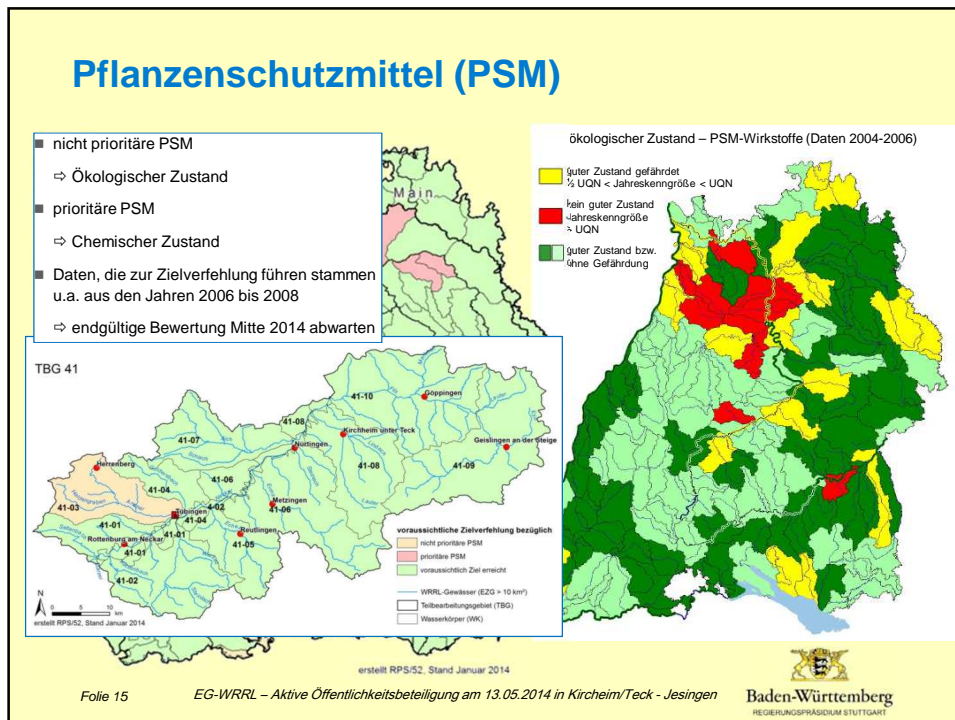 Pflanzenschutzmittel (PSM)
■ nicht prioritäre PSM
⇨ Ökologischer Zustand
■ prioritäre PSM
⇨ Chemischer Zustand
■ Daten, die zur Zielverfehlung führen stammen
u.a. aus den Jahren 2006 bis 2008
⇨ endgültige Bewertung Mitte 2014 abwarten
Main
ökologischer Zustand – PSM-Wirkstoffe (Daten 2004-2006)
guter Zustand gefährdet
½ UQN < Jahreskenngröße < UQN
kein guter Zustand
Jahreskenngröße
> UQN
guter Zustand bzw.
ohne Gefährdung
TBG 41
41-10
Göppingen
41-08
Kirchheim unter Teck
41-07
Nürtingen
Geislingen an der Steige
Herrenberg
41-06
41-08
41-09
41-04
41-03
Metzingen
41-06
4-02
Tübingen
41-04
41-01
41-01
Reutlingen
41-05
Rottenburg am Neckar
41-01
41-02
voraussichtliche Zielverfehlung bezüglich
nicht prioritäre PSM
prioritäre PSM
voraussichtlich Ziel erreicht
WRRL-Gewässer (EZG > 10 km²)
Teilbearbeitungsgebiet (TBG)
Wasserkörper (WK)
N
0 5 10
km
erstellt RPS/52, Stand Januar 2014
erstellt RPS/52, Stand Januar 2014
Folie 15
EG-WRRL – Aktive Öffentlichkeitsbeteiligung am 13.05.2014 in Kircheim/Teck - Jesingen
Baden-Württemberg
REGIERUNGSPRÄSIDIUM STUTTGART